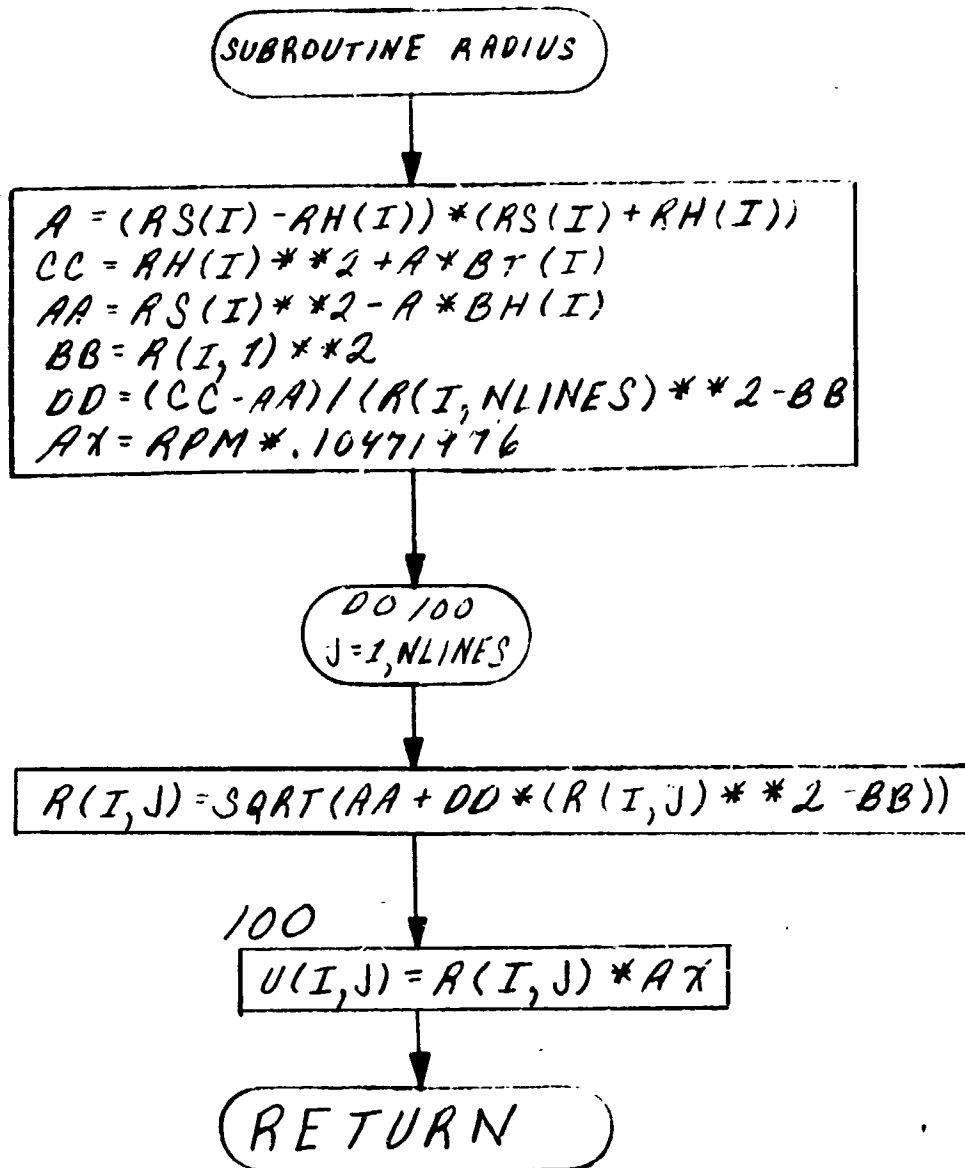 SUBROUTINE RADIUS
A = (RS(I) - RH(I)) * (RS(I) + RH(I))
CC = RH(I) * * 2 + A * BT(I)
AA = RS(I) * * 2 - A * BH(I)
BB = R(I, 1) * * 2
DD = (CC - AA) / (R(I, NLINES) * * 2 - BB
AX = RPM * .10471976
DO 100
J = 1, NLINES
R(I, J) = SQRT(AA + DD * (R(I, J) * * 2 - BB))
100
U(I, J) = R(I, J) * AX
RETURN